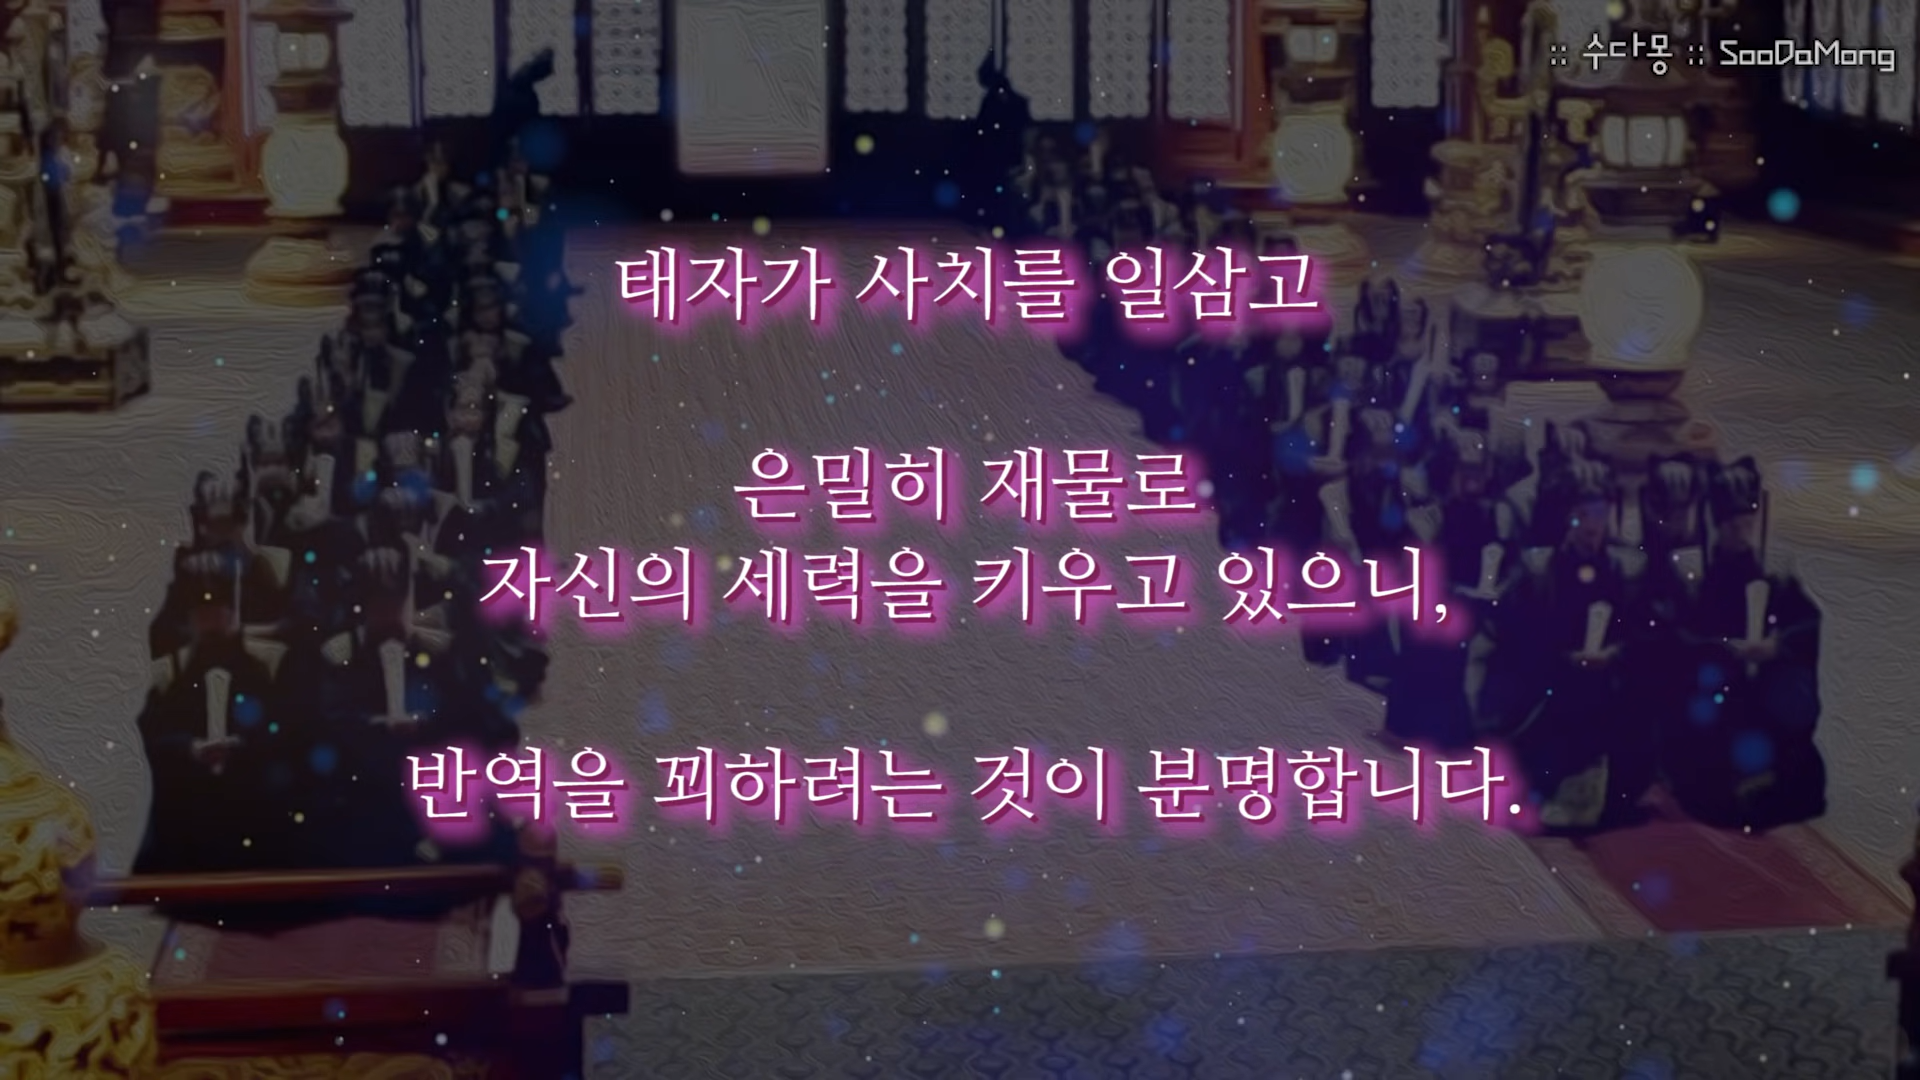 :: 수다몽 :: SooDaMong
태자가 사치를 일삼고
은밀히 재물로
자신의 세력을 키우고 있으니,
반역을 꾀하려는 것이 분명합니다.